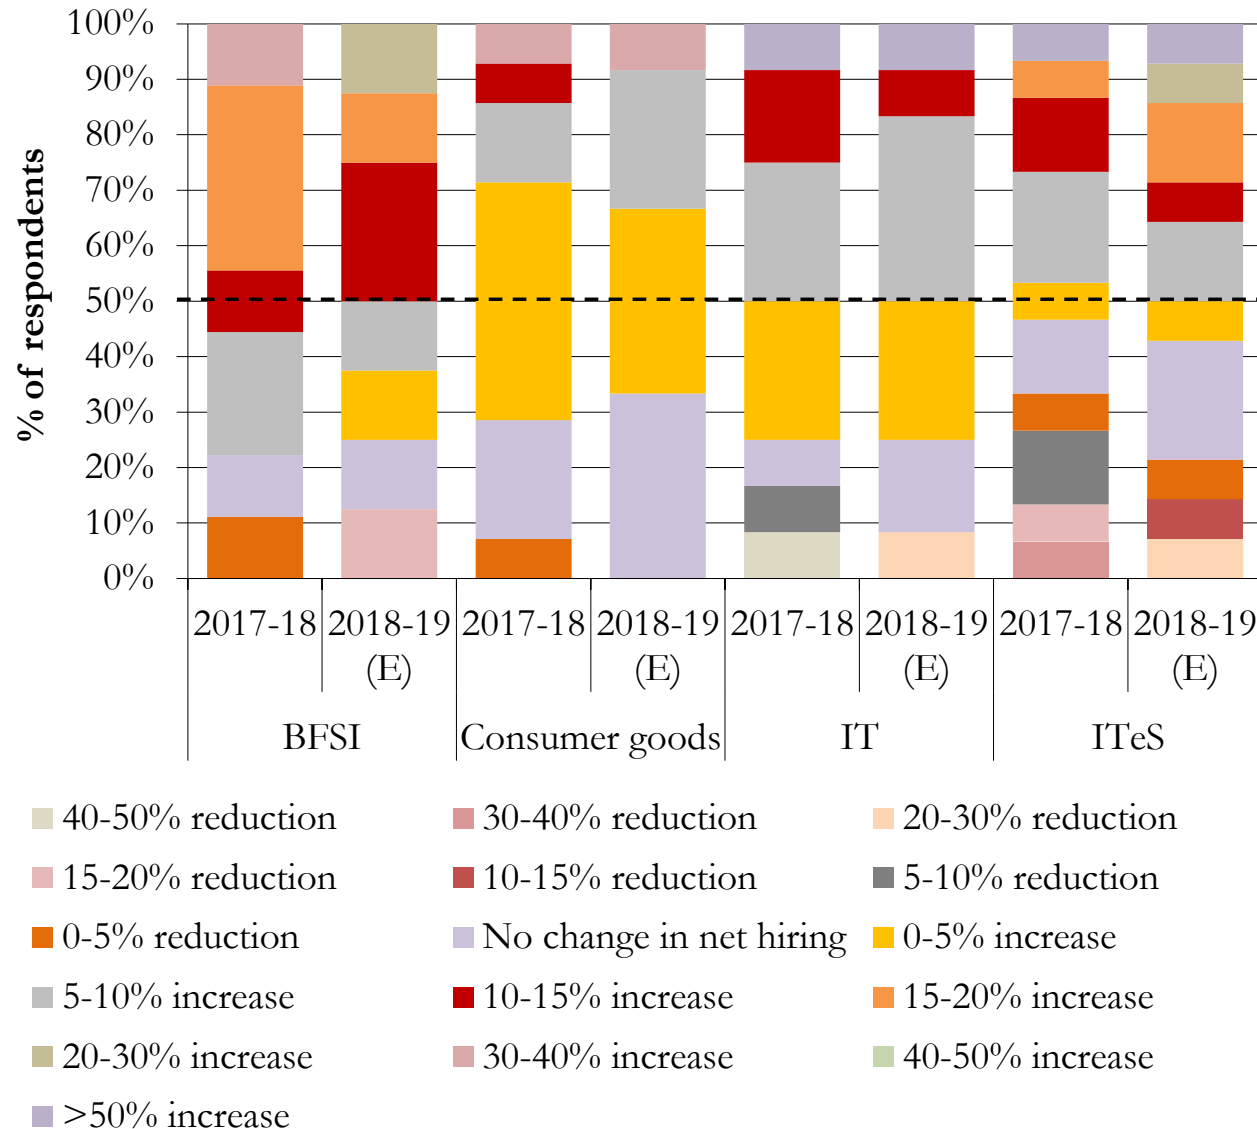 100%
90%
80%
70%
60%
50%
40%
30%
20%
10%
0%
% of respondents
2017-18 2018-19 (E) 2017-18 2018-19 (E) 2017-18 2018-19 (E) 2017-18 2018-19 (E)
BFSI Consumer goods IT ITeS
40-50% reduction 30-40% reduction 20-30% reduction
15-20% reduction 10-15% reduction 5-10% reduction
0-5% reduction No change in net hiring 0-5% increase
5-10% increase 10-15% increase 15-20% increase
20-30% increase 30-40% increase 40-50% increase
>50% increase